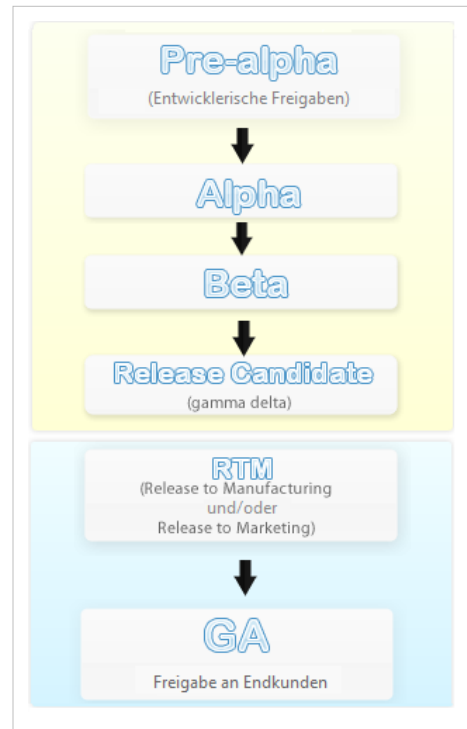 Pre-alpha
(Entwicklerische Freigaben)
Alpha
Beta
Release Candidate
(gamma delta)
RTM
(Release to Manufacturing
und/oder
Release to Marketing)
GA
Freigabe an Endkunden